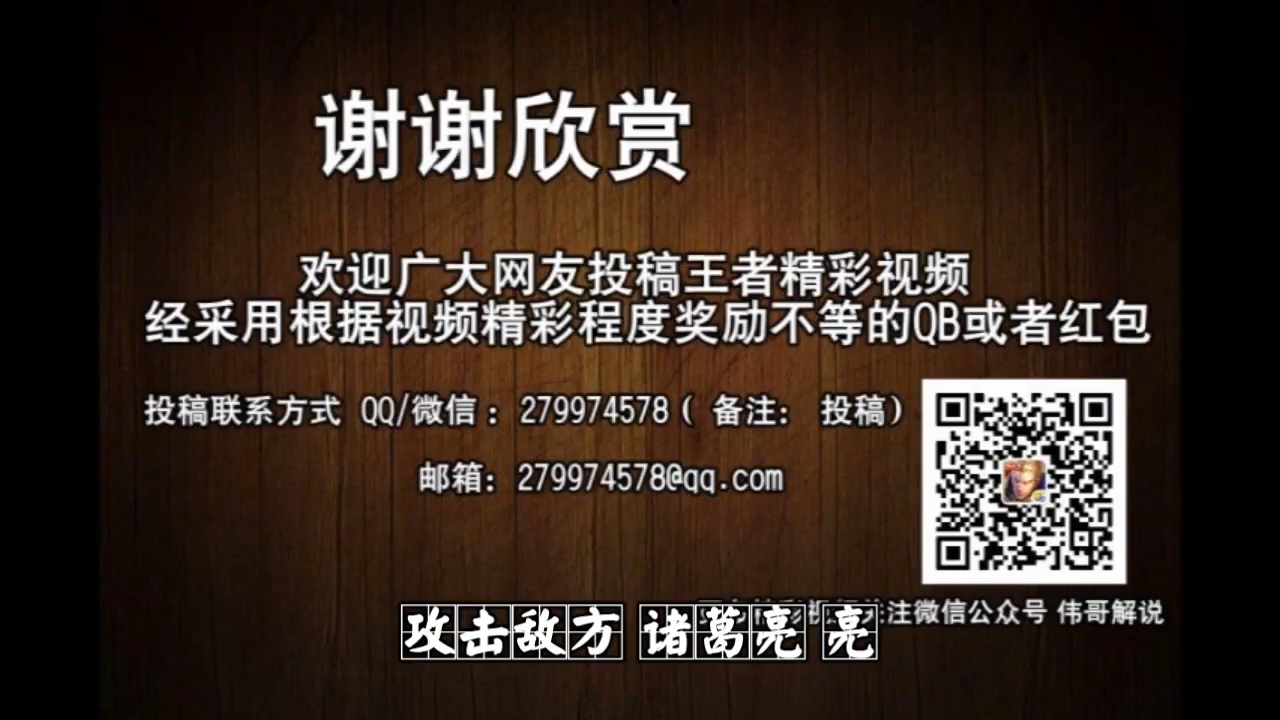 谢谢欣赏
欢迎广大网友投稿王者精彩视频
经采用根据视频精彩程度奖励不等的QB或者红包
投稿联系方式 QQ/微信：279974578（ 备注： 投稿）
邮箱：279974578@qq.com
注微信公众号 伟哥解说
攻击敌方 诸葛亮 亮